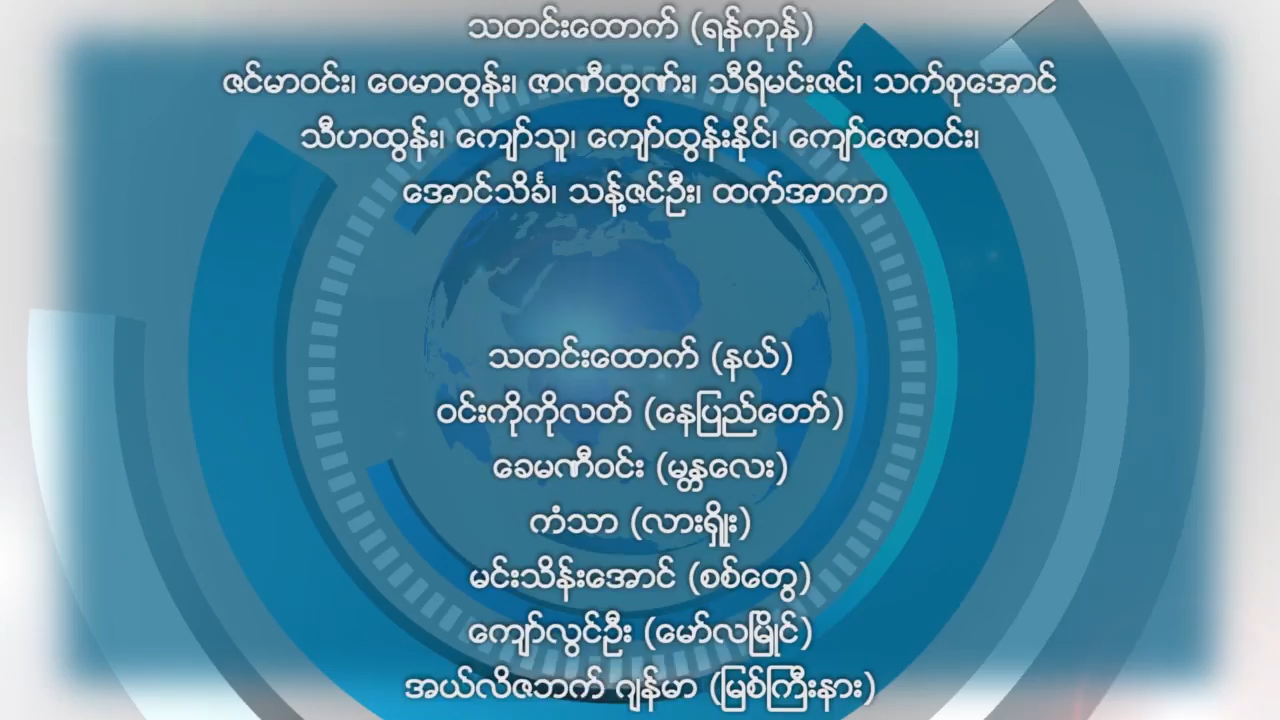 သတင်းထောက် (ရန်ကုန်)
ဇင်မာဝင်း၊ ဝေမာထွန်း၊ ဇာဏီထွဏ်း၊ သီရိမင်းဇင်၊ သက်စုအောင်
သီဟထွန်း၊ ကျော်သူ၊ ကျော်ထွန်းနိုင်၊ ကျော်ဇောဝင်း၊
အောင်သိင်္ခ၊ သန့်ဇင်ဦး၊ ထက်အာကာ
သတင်းထောက် (နယ်)
ဝင်းကိုကိုလတ် (နေပြည်တော်)
ခေမဏီဝင်း (မန္တလေး)
ကံသာ (လားရှိုး)
မင်းသိန်းအောင် (စစ်တွေ)
ကျော်လွင်ဦး (မော်လမြိုင်)
အယ်လိဇဘက် ဂျန်မာ (မြစ်ကြီးနား)